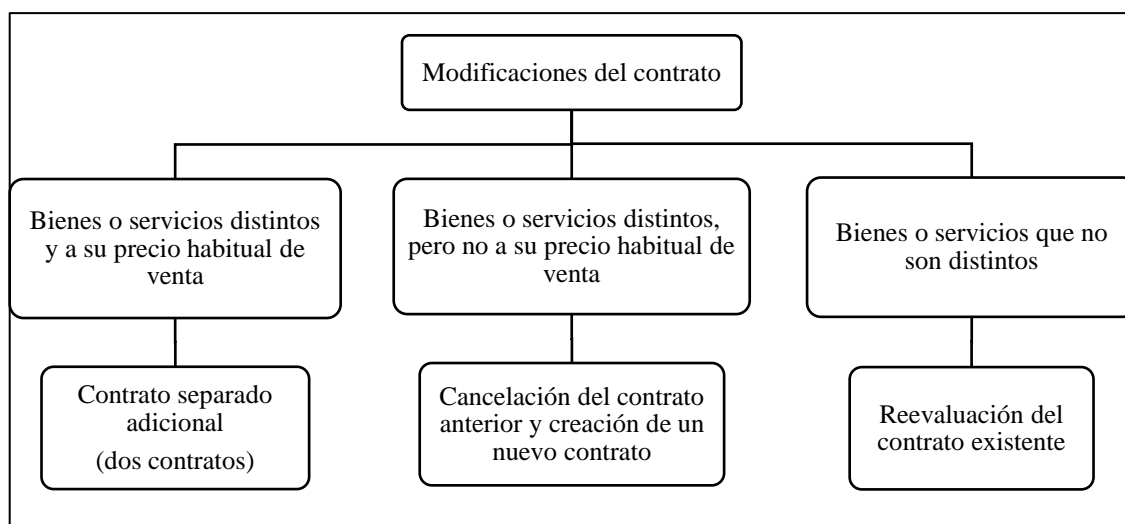 Modificaciones del contrato
Bienes o servicios distintos
y a su precio habitual de
venta
Bienes o servicios distintos,
pero no a su precio habitual de
venta
Bienes o servicios que no
son distintos
Contrato separado
adicional
(dos contratos)
Cancelación del contrato
anterior y creación de un
nuevo contrato
Reevaluación del
contrato existente